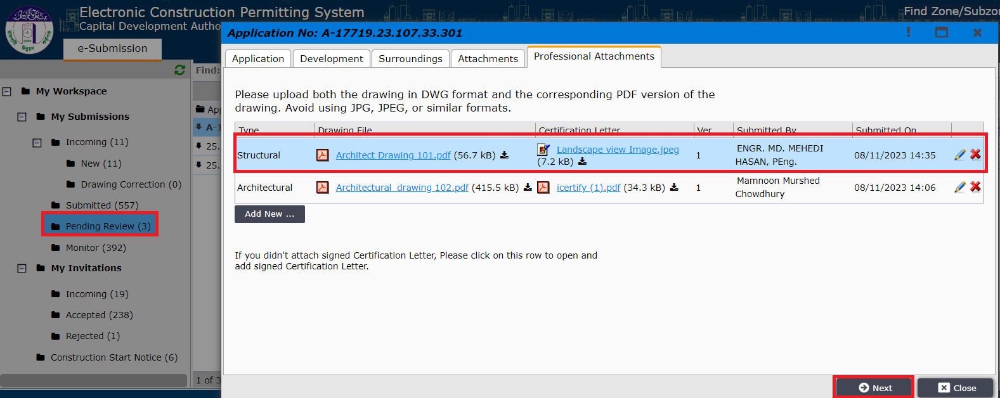 Electronic Construction Permitting System
Capital Development Autho
Find Zone/Subzo
e-Submission
Find:
My Workspace
My Submissions
Incoming (11)
New (11)
Drawing Correction (0)
Submitted (557)
Pending Review (3)
Monitor (392)
My Invitations
Incoming (19)
Accepted (238)
Rejected (1)
Construction Start Notice (6)
App
A-1
25.
25.
1 of 3
Application No: A-17719.23.107.33.301
Application Development Surroundings Attachments Professional Attachments
Please upload both the drawing in DWG format and the corresponding PDF version of the
drawing. Avoid using JPG, JPEG, or similar formats.
Type Drawing File Certification Letter Ver Submitted By Submitted On
Structural Architect Drawing 101.pdf (56.7 kB) Landscape view Image.jpeg (7.2 kB) 1 ENGR. MD. MEHEDI HASAN, PEng. 08/11/2023 14:35
Architectural Architectural_drawing 102.pdf (415.5 kB) icertify (1).pdf (34.3 kB) 1 Mamnoon Murshed Chowdhury 08/11/2023 14:06
Add New ...
If you didn't attach signed Certification Letter, Please click on this row to open and
add signed Certification Letter.
Next
Close